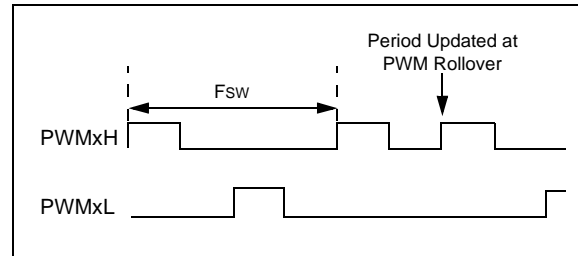 Period Updated at
PWM Rollover
FSW
PWMxH
PWMxL